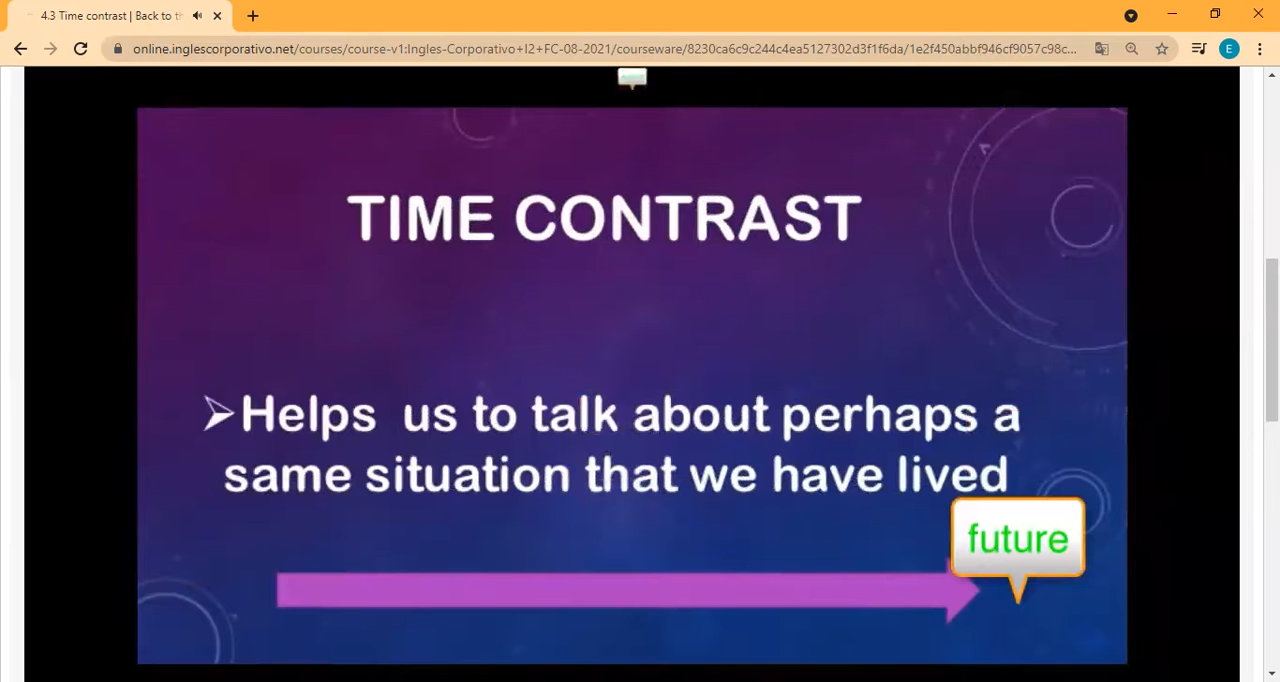 4.3 Time contrast | Back to th
online.inglescorporativo.net/courses/course-v1:Ingles-Corporativo+I2+FC-08-2021/courseware/8230ca6c9c244c4ea5127302d3f1f6da/1e2f450abbf946cf9057c98c...
E
TIME CONTRAST
➢Helps us to talk about perhaps a
same situation that we have lived
future